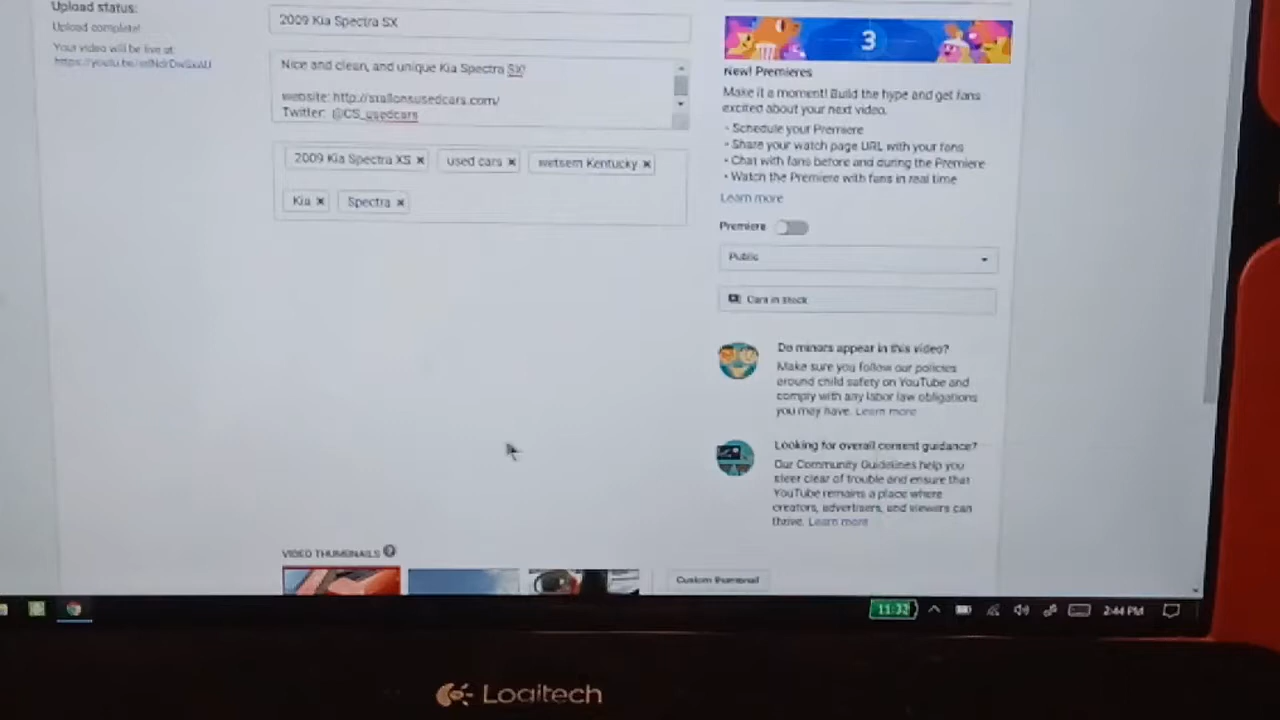 Upload status:
Upload complete!
Your video will be live at:
2009 Kia Spectra SX
Nice and clean, and unique Kia Spectra SX!
website: http://stallonsusedcars.com/
Twitter: @CS_usedcars
2009 Kia Spectra XS ×
used cars ×
wetsern Kentucky ×
Kia ×
Spectra ×
3
New! Premieres
Make it a moment! Build the hype and get fans
excited about your next video.
- Schedule your Premiere
- Share your watch page URL with your fans
- Chat with fans before and during the Premiere
- Watch the Premiere with fans in real time
Learn more
Premiere
Public
Cars in stock
Do minors appear in this video?
Make sure you follow our policies
around child safety on YouTube and
comply with any labor law obligations
you may have. Learn more
Looking for overall content guidance?
Our Community Guidelines help you
steer clear of trouble and ensure that
YouTube remains a place where
creators, advertisers, and viewers can
thrive. Learn more
VIDEO THUMBNAILS ?
Custom thumbnail
11:32
2:44 PM
Logitech